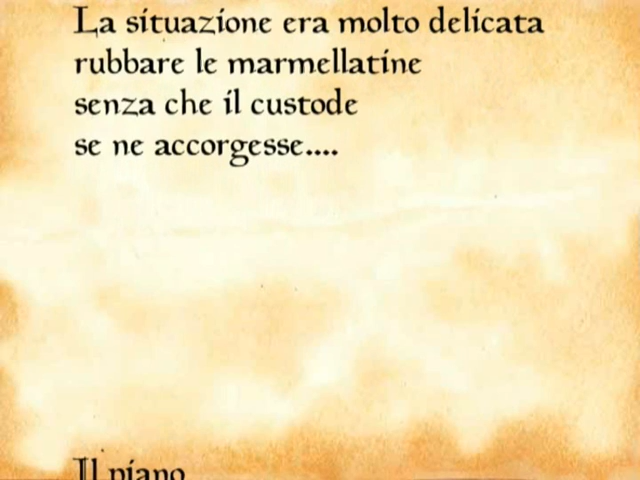 La situazione era molto delicata
rubbare le marmellatine
senza che il custode
se ne accorgesse....
Il piano